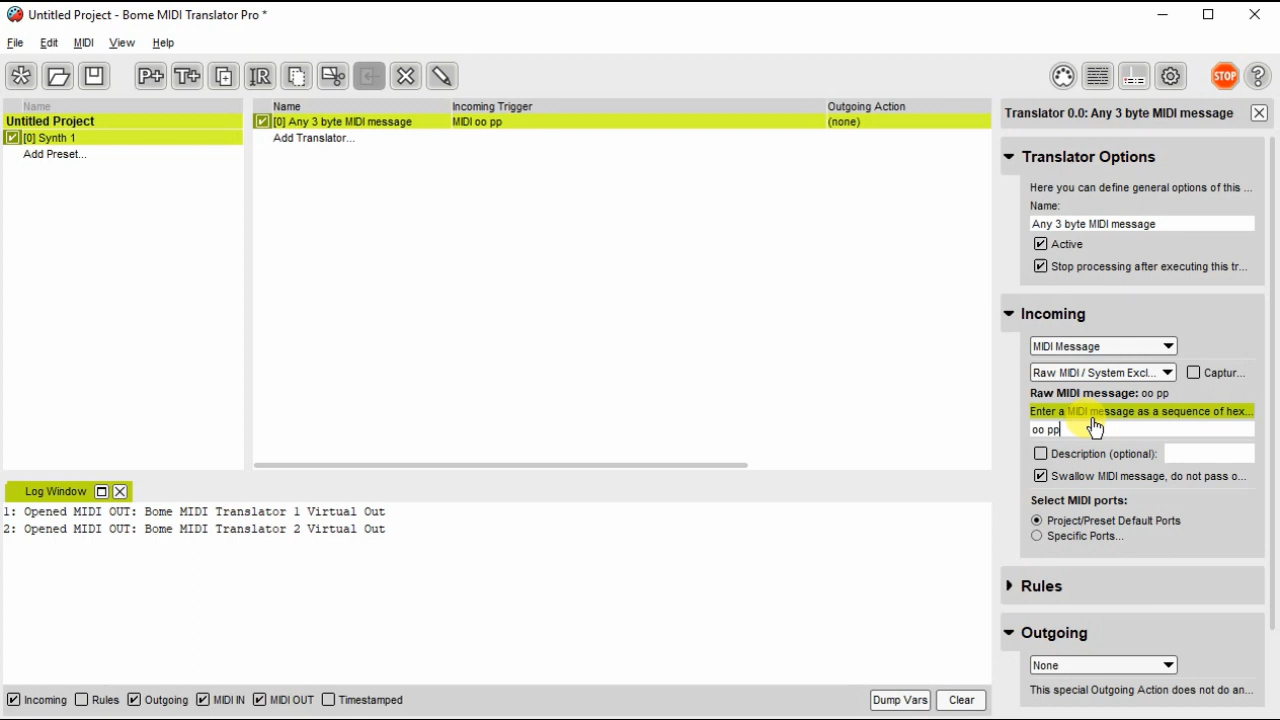 Untitled Project - Bome MIDI Translator Pro *
File Edit MIDI View Help
P+ T+ IR STOP ?
Name
Untitled Project
[0] Synth 1
Add Preset...
Name Incoming Trigger Outgoing Action
[0] Any 3 byte MIDI message MIDI oo pp (none)
Add Translator...
Translator 0.0: Any 3 byte MIDI message
Translator Options
Here you can define general options of this ...
Name:
Any 3 byte MIDI message
Active
Stop processing after executing this tr...
Incoming
MIDI Message
Raw MIDI / System Excl... Captur...
Raw MIDI message: oo pp
Enter a MIDI message as a sequence of hex...
oo pp
Description (optional):
Swallow MIDI message, do not pass o...
Select MIDI ports:
Project/Preset Default Ports
Specific Ports...
Rules
Outgoing
None
This special Outgoing Action does not do an...
Log Window
1: Opened MIDI OUT: Bome MIDI Translator 1 Virtual Out
2: Opened MIDI OUT: Bome MIDI Translator 2 Virtual Out
Incoming Rules Outgoing MIDI IN MIDI OUT Timestamped Dump Vars Clear